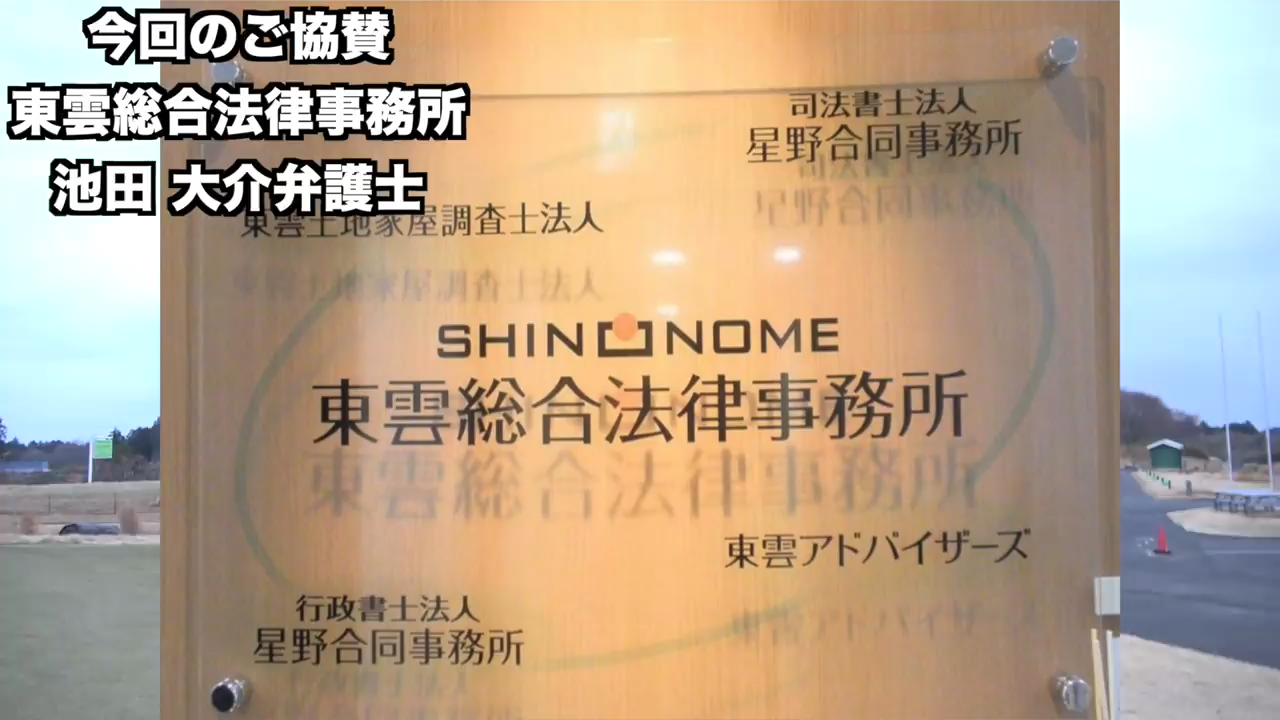 今回のご協賛
東雲総合法律事務所
池田 大介弁護士
司法書士法人
星野合同事務所
東雲土地家屋調査士法人
SHINONOME
東雲総合法律事務所
東雲アドバイザーズ
行政書士法人
星野合同事務所